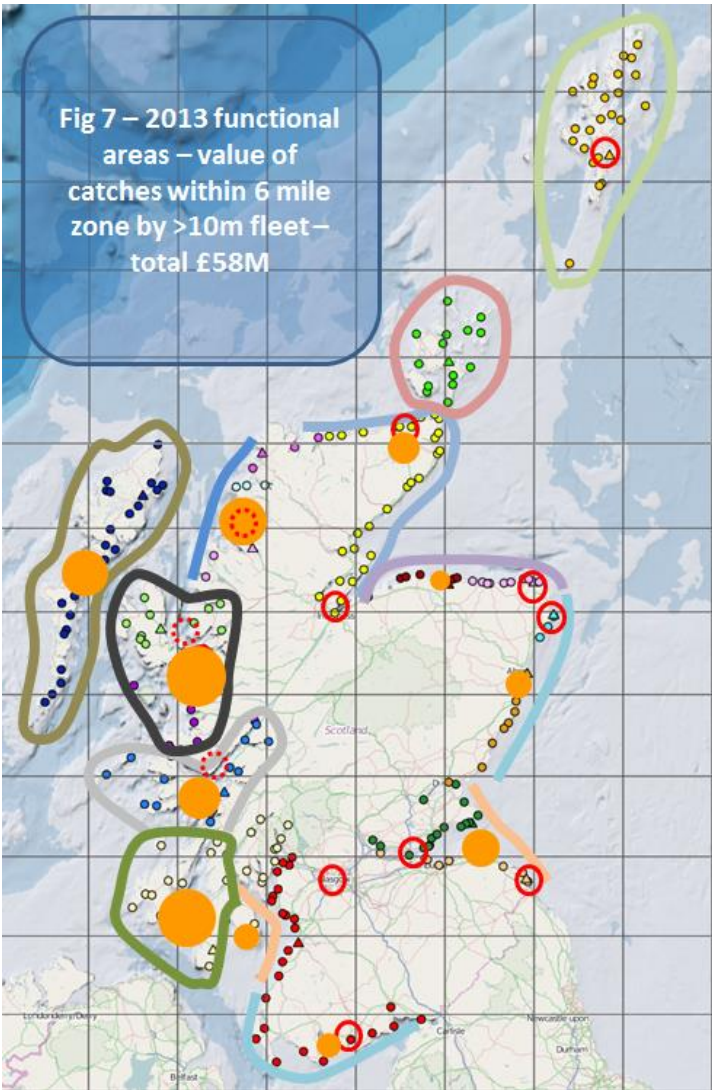 Fig 7 – 2013 functional
areas – value of
catches within 6 mile
zone by >10m fleet –
total £58M
Scotland
Glasgow
Londonderry/Derry
Carlisle
Newcastle upon
Durham
Belfast